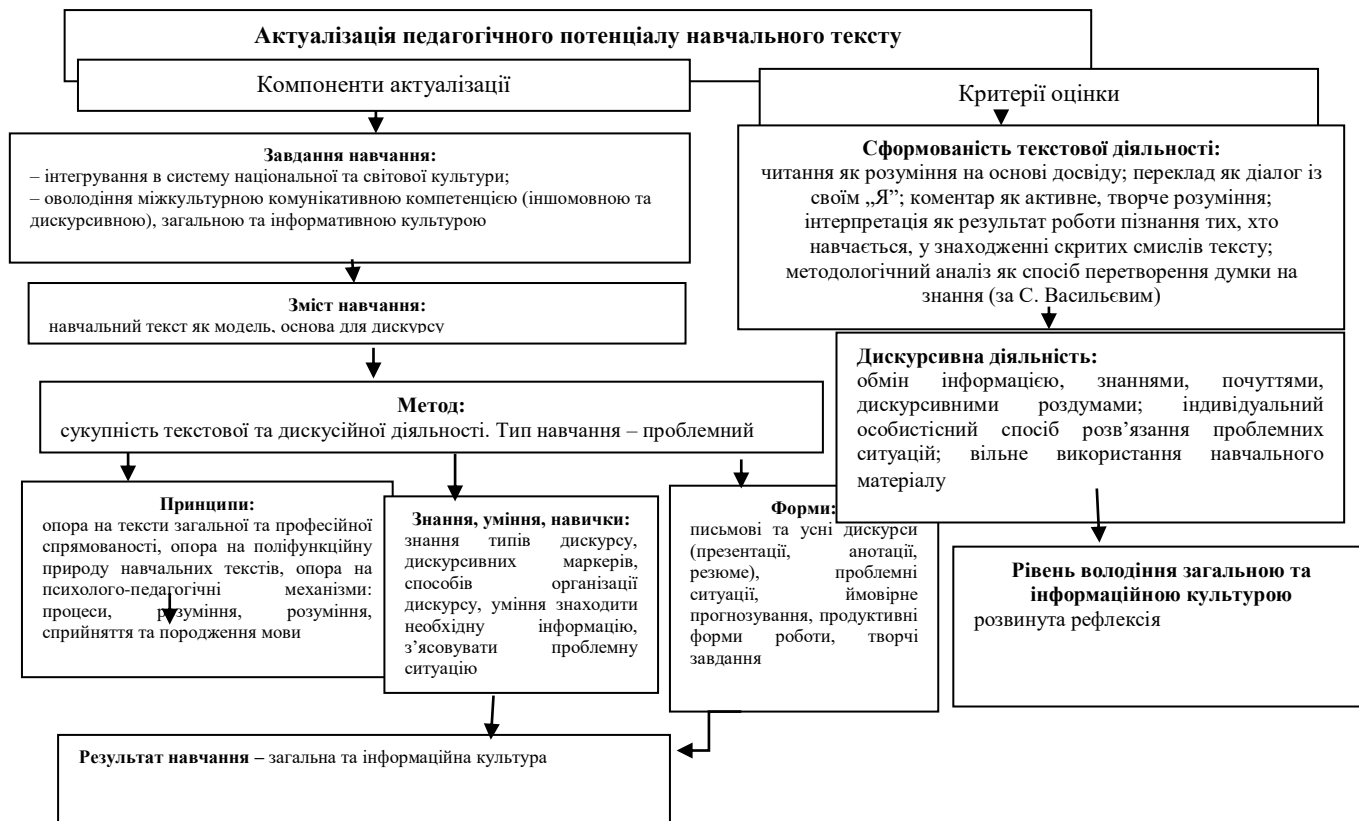 Актуалізація педагогічного потенціалу навчального тексту
Компоненти актуалізації
Критерії оцінки
Завдання навчання:
– інтегрування в систему національної та світової культури;
– оволодіння міжкультурною комунікативною компетенцією (іншомовною та
дискурсивною), загальною та інформативною культурою
Зміст навчання:
навчальний текст як модель, основа для дискурсу
Метод:
сукупність текстової та дискусійної діяльності. Тип навчання – проблемний
Принципи:
опора на тексти загальної та професійної
спрямованості, опора на поліфункційну
природу навчальних текстів, опора на
психолого-педагогічні механізми:
процеси, розуміння, розуміння,
сприйняття та породження мови
Знання, уміння, навички:
знання типів дискурсу,
дискурсивних маркерів,
способів організації
дискурсу, уміння знаходити
необхідну інформацію,
з’ясовувати проблемну
ситуацію
Форми:
письмові та усні дискурси
(презентації, анотації,
резюме), проблемні
ситуації, ймовірне
прогнозування, продуктивні
форми роботи, творчі
завдання
Результат навчання – загальна та інформаційна культура
Сформованість текстової діяльності:
читання як розуміння на основі досвіду; переклад як діалог із
своїм „Я”; коментар як активне, творче розуміння;
інтерпретація як результат роботи пізнання тих, хто
навчається, у знаходженні скритих смислів тексту;
методологічний аналіз як спосіб перетворення думки на
знання (за С. Васильєвим)
Дискурсивна діяльність:
обмін інформацією, знаннями, почуттями,
дискурсивними роздумами; індивідуальний
особистісний спосіб розв’язання проблемних
ситуацій; вільне використання навчального
матеріалу
Рівень володіння загальною та
інформаційною культурою
розвинута рефлексія